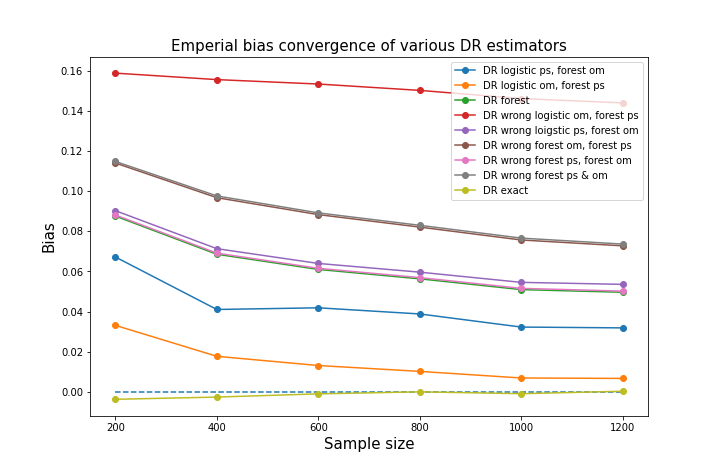 Emperial bias convergence of various DR estimators
DR logistic ps, forest om
DR logistic om, forest ps
DR forest
DR wrong logistic om, forest ps
DR wrong loigstic ps, forest om
DR wrong forest om, forest ps
DR wrong forest ps, forest om
DR wrong forest ps & om
DR exact
Bias
0.16
0.14
0.12
0.10
0.08
0.06
0.04
0.02
0.00
200 400 600 800 1000 1200
Sample size